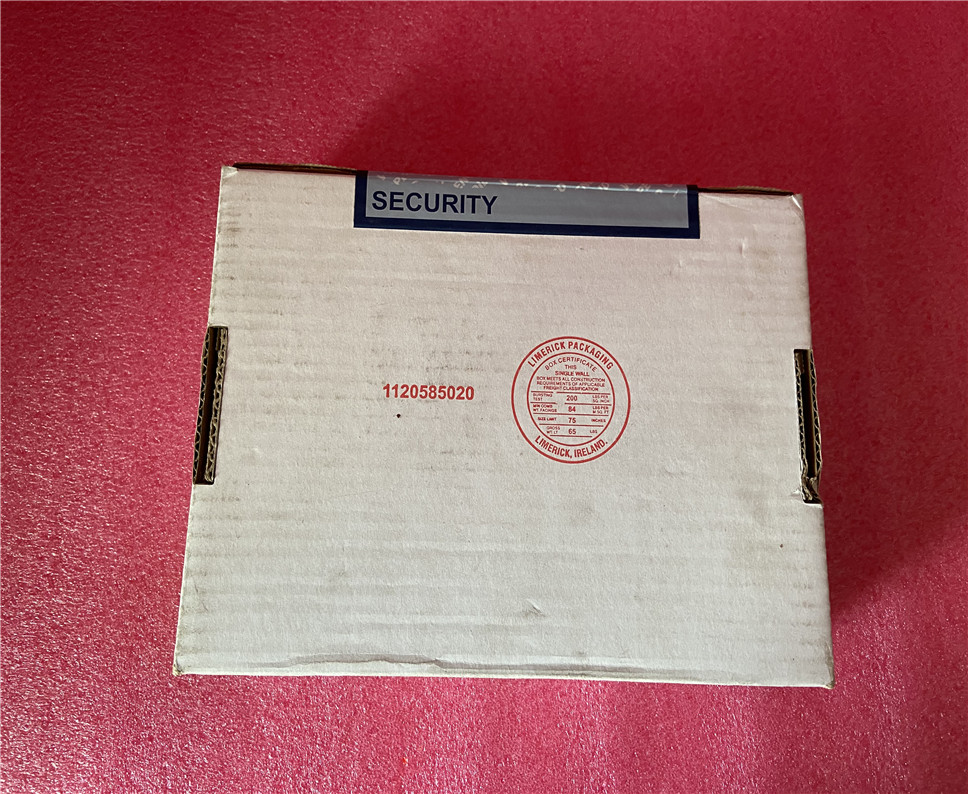 SECURITY
1120585020
LIMERICK PACKAGING
BOX CERTIFICATE
THIS
SINGLE WALL
BOX MEETS ALL CONSTRUCTION
REQUIREMENTS OF APPLICABLE
FREIGHT CLASSIFICATION
BURSTING TEST 200 LBS PER SQ. INCH
MIN COMB WT. FACINGS 84 LBS PER M SQ. FT
SIZE LIMIT 75 INCHES
GROSS WT. LT 65 LBS
LIMERICK, IRELAND.